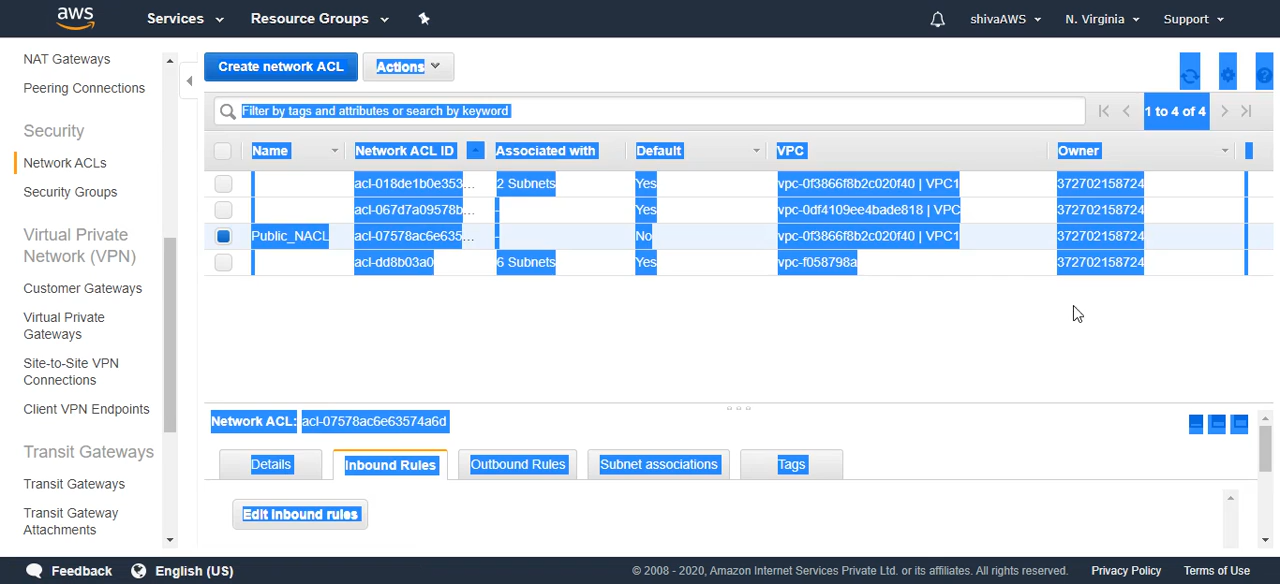 aws Services Resource Groups shivaAWS N. Virginia Support
NAT Gateways
Peering Connections
Security
Network ACLs
Security Groups
Virtual Private
Network (VPN)
Customer Gateways
Virtual Private
Gateways
Site-to-Site VPN
Connections
Client VPN Endpoints
Transit Gateways
Transit Gateways
Transit Gateway
Attachments
Create network ACL Actions
Filter by tags and attributes or search by keyword 1 to 4 of 4
Name Network ACL ID Associated with Default VPC Owner
acl-018de1b0e353... 2 Subnets Yes vpc-0f3866f8b2c020f40 | VPC1 372702158724
acl-067d7a09578b... - Yes vpc-0df4109ee4bade818 | VPC 372702158724
Public_NACL acl-07578ac6e635... - No vpc-0f3866f8b2c020f40 | VPC1 372702158724
acl-dd8b03a0 6 Subnets Yes vpc-f058798a 372702158724
Network ACL: acl-07578ac6e63574a6d
Details Inbound Rules Outbound Rules Subnet associations Tags
Edit inbound rules
Feedback English (US) © 2008 - 2020, Amazon Internet Services Private Ltd. or its affiliates. All rights reserved. Privacy Policy Terms of Use